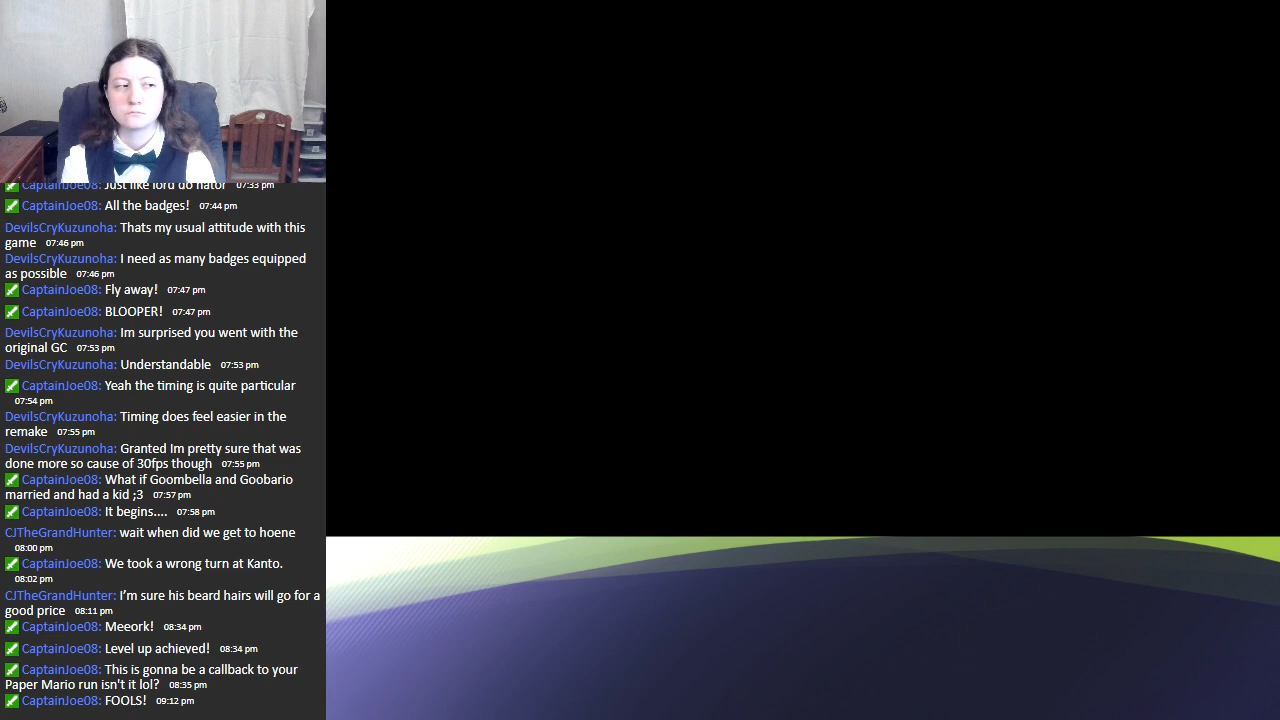 CaptainJoe08: Just like lord do nator 07:33 pm
CaptainJoe08: All the badges! 07:44 pm
DevilsCryKuzunoha: Thats my usual attitude with this
game 07:46 pm
DevilsCryKuzunoha: I need as many badges equipped
as possible 07:46 pm
CaptainJoe08: Fly away! 07:47 pm
CaptainJoe08: BLOOPER! 07:47 pm
DevilsCryKuzunoha: Im surprised you went with the
original GC 07:53 pm
DevilsCryKuzunoha: Understandable 07:53 pm
CaptainJoe08: Yeah the timing is quite particular
07:54 pm
DevilsCryKuzunoha: Timing does feel easier in the
remake 07:55 pm
DevilsCryKuzunoha: Granted Im pretty sure that was
done more so cause of 30fps though 07:55 pm
CaptainJoe08: What if Goombella and Goobario
married and had a kid ;3 07:57 pm
CaptainJoe08: It begins.... 07:58 pm
CJTheGrandHunter: wait when did we get to hoene
08:00 pm
CaptainJoe08: We took a wrong turn at Kanto.
08:02 pm
CJTheGrandHunter: I’m sure his beard hairs will go for a
good price 08:11 pm
CaptainJoe08: Meeork! 08:34 pm
CaptainJoe08: Level up achieved! 08:34 pm
CaptainJoe08: This is gonna be a callback to your
Paper Mario run isn't it lol? 08:35 pm
CaptainJoe08: FOOLS! 09:12 pm